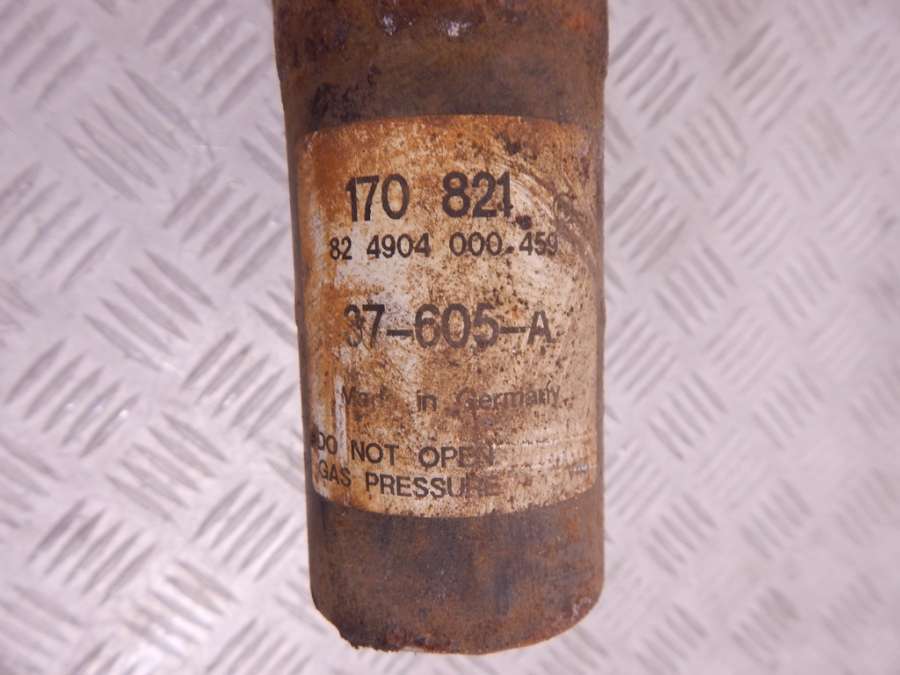 170 821
82 4904 000 459
37-605-A
Made in Germany
DO NOT OPEN
GAS PRESSURE